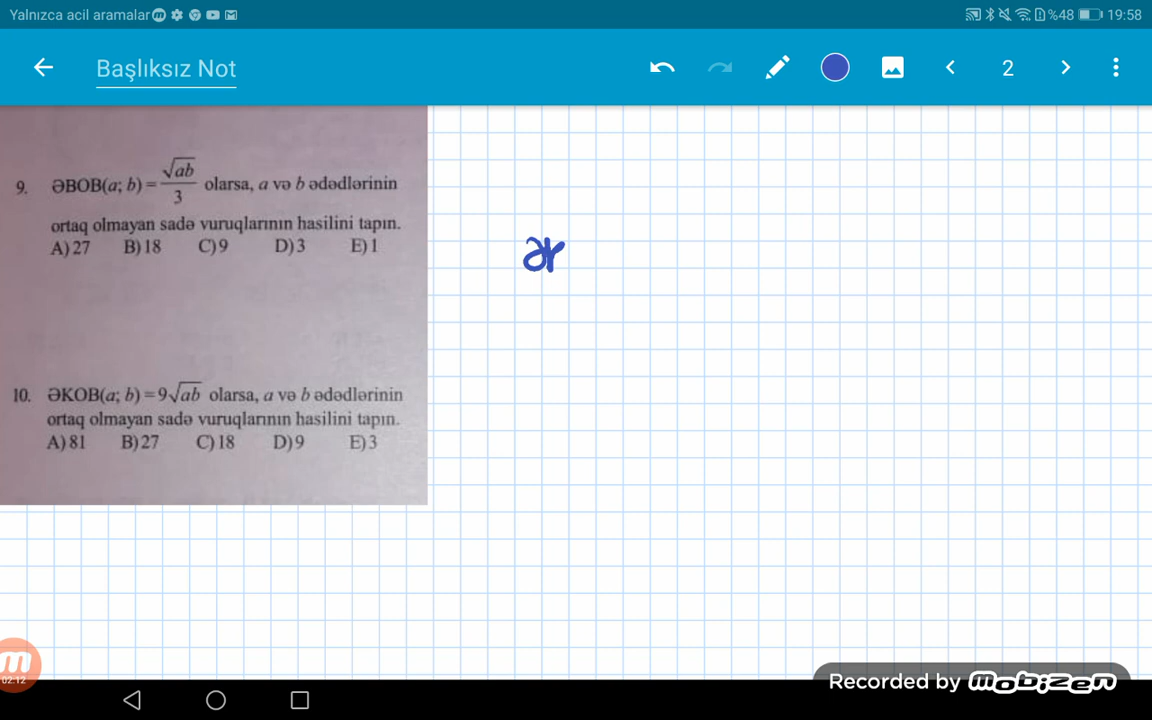 Yalnızca acil aramalar %48 19:58
Başlıksız Not 2
9. ƏBOB(a; b) = √ab/3 olarsa, a və b ədədlərinin
ortaq olmayan sadə vuruqlarının hasilini tapın.
A) 27 B) 18 C) 9 D) 3 E) 1
10. ƏKOB(a; b) = 9√ab olarsa, a və b ədədlərinin
ortaq olmayan sadə vuruqlarının hasilini tapın.
A) 81 B) 27 C) 18 D) 9 E) 3
02:12
Recorded by mobizen